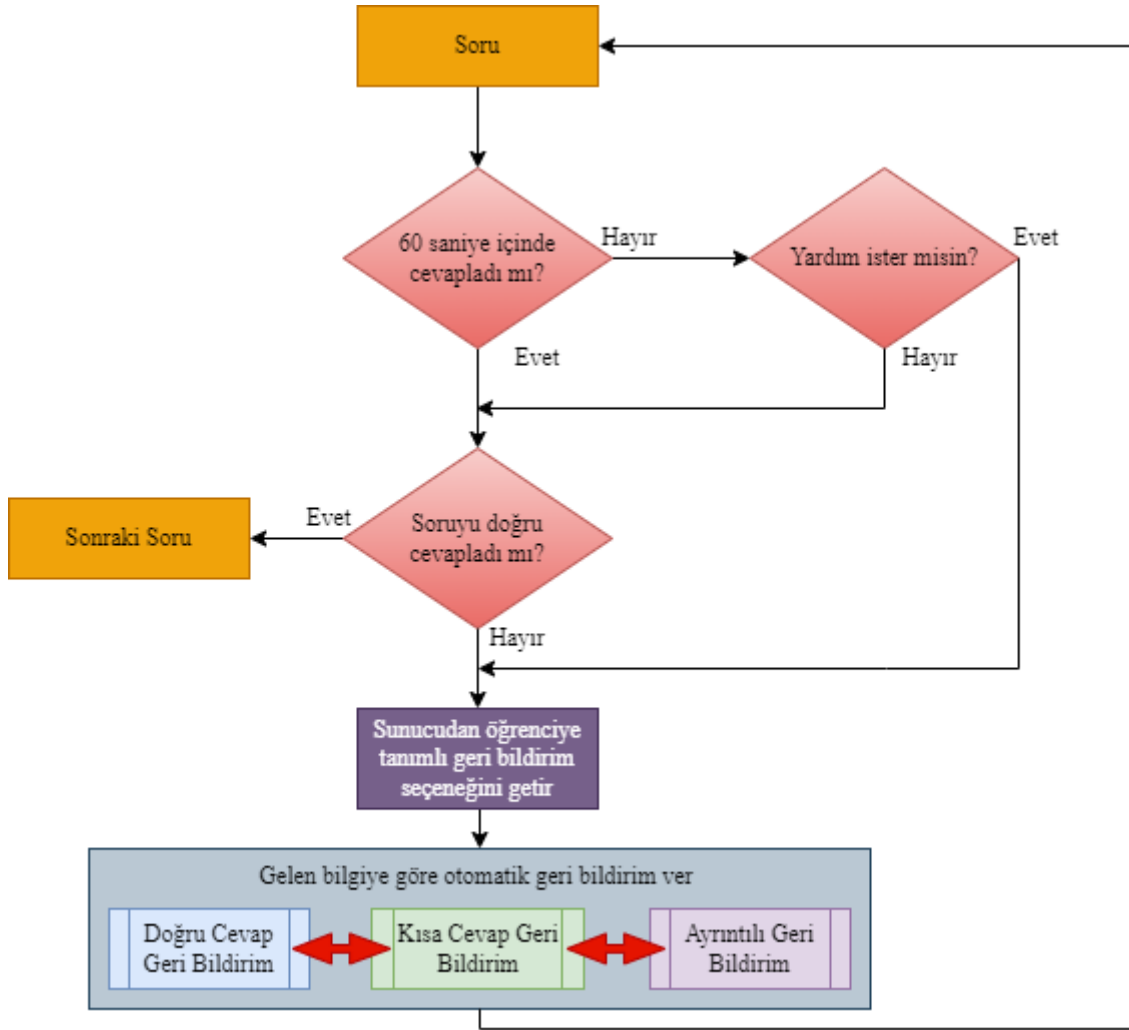 Soru
60 saniye içinde
cevapladı mı?
Hayır
Yardım ister misin?
Evet
Evet
Hayır
Sonraki Soru
Evet
Soruyu doğru
cevapladı mı?
Hayır
Sunucudan öğrenciye
tanımlı geri bildirim
seçeneğini getir
Gelen bilgiye göre otomatik geri bildirim ver
Doğru Cevap
Geri Bildirim
Kısa Cevap Geri
Bildirim
Ayrıntılı Geri
Bildirim